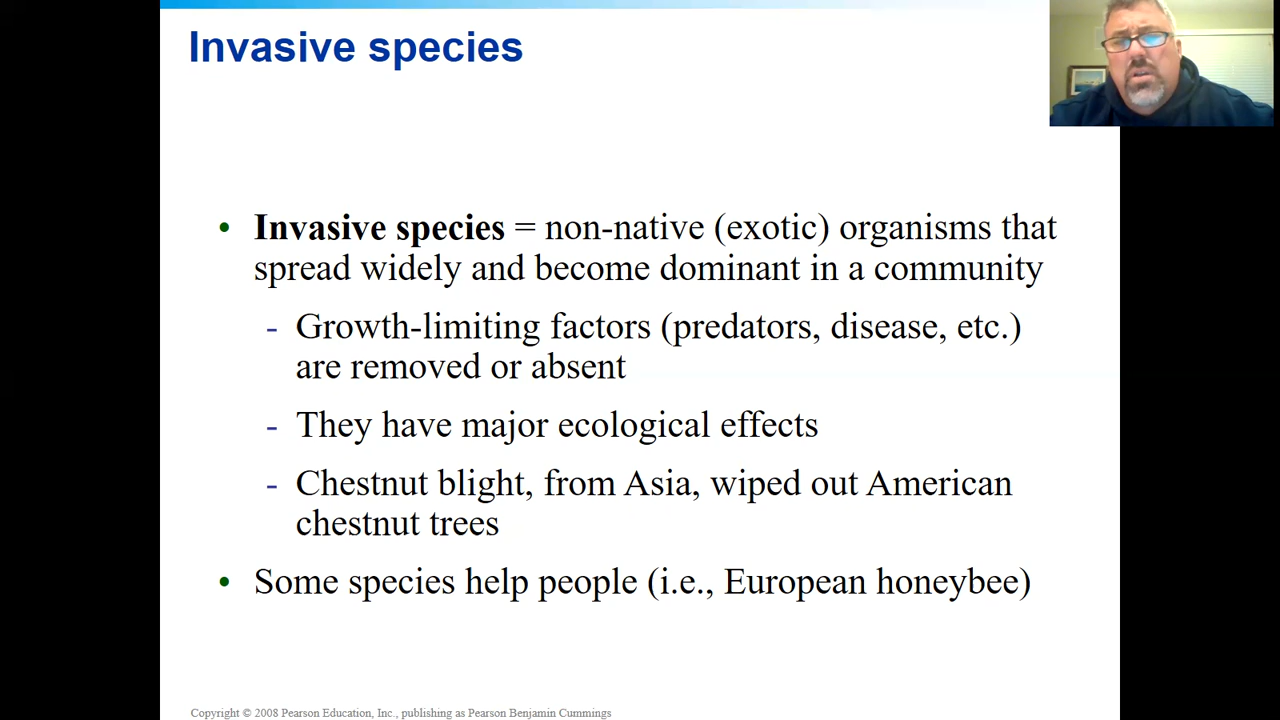 Invasive species
• Invasive species = non-native (exotic) organisms that
spread widely and become dominant in a community
- Growth-limiting factors (predators, disease, etc.)
are removed or absent
- They have major ecological effects
- Chestnut blight, from Asia, wiped out American
chestnut trees
• Some species help people (i.e., European honeybee)
Copyright © 2008 Pearson Education, Inc., publishing as Pearson Benjamin Cummings